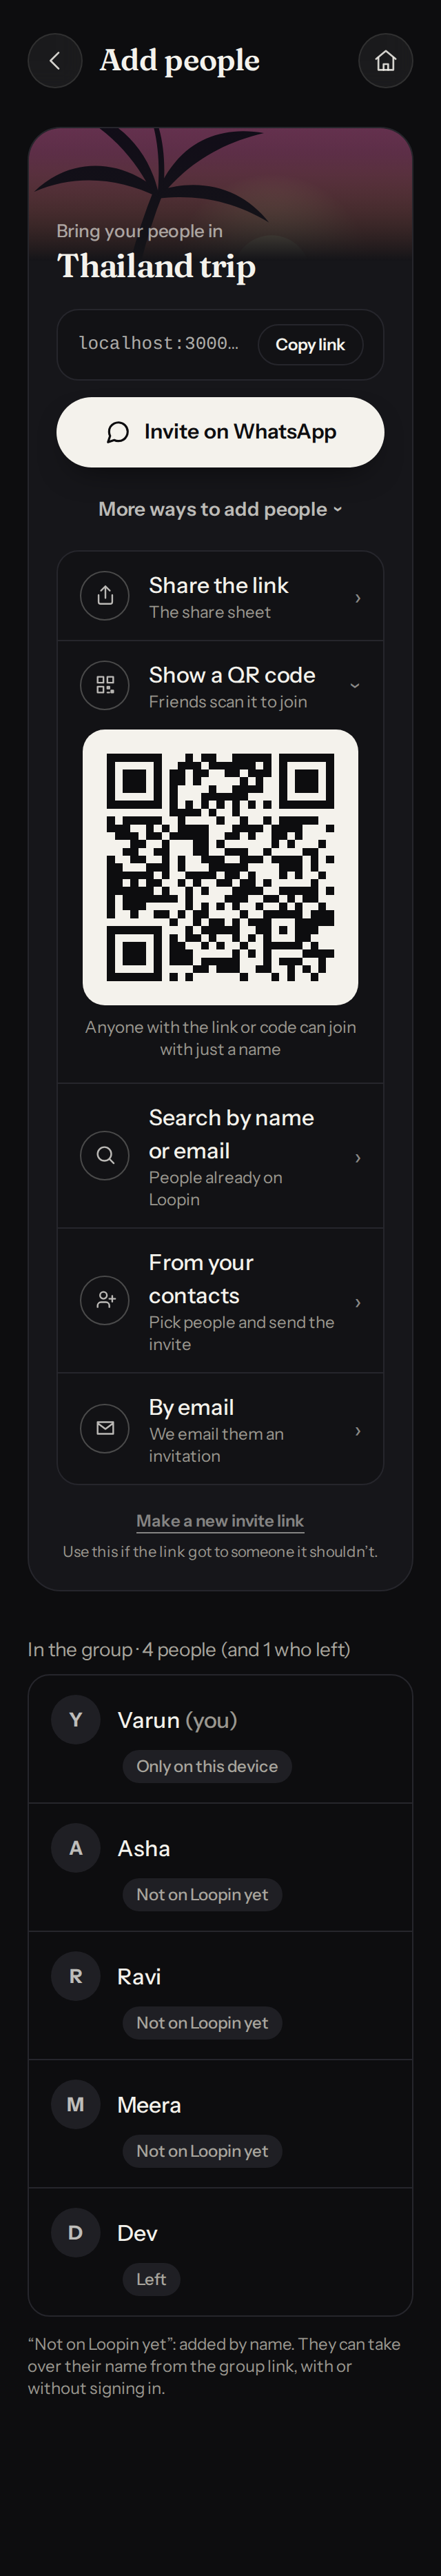 Add people
Bring your people in
Thailand trip
localhost:3000…
Copy link
Invite on WhatsApp
More ways to add people
Share the link
The share sheet
Show a QR code
Friends scan it to join
Anyone with the link or code can join
with just a name
Search by name
or email
People already on
Loopin
From your
contacts
Pick people and send the
invite
By email
We email them an
invitation
Make a new invite link
Use this if the link got to someone it shouldn’t.
In the group · 4 people (and 1 who left)
Y
Varun (you)
Only on this device
A
Asha
Not on Loopin yet
R
Ravi
Not on Loopin yet
M
Meera
Not on Loopin yet
D
Dev
Left
“Not on Loopin yet”: added by name. They can take
over their name from the group link, with or
without signing in.